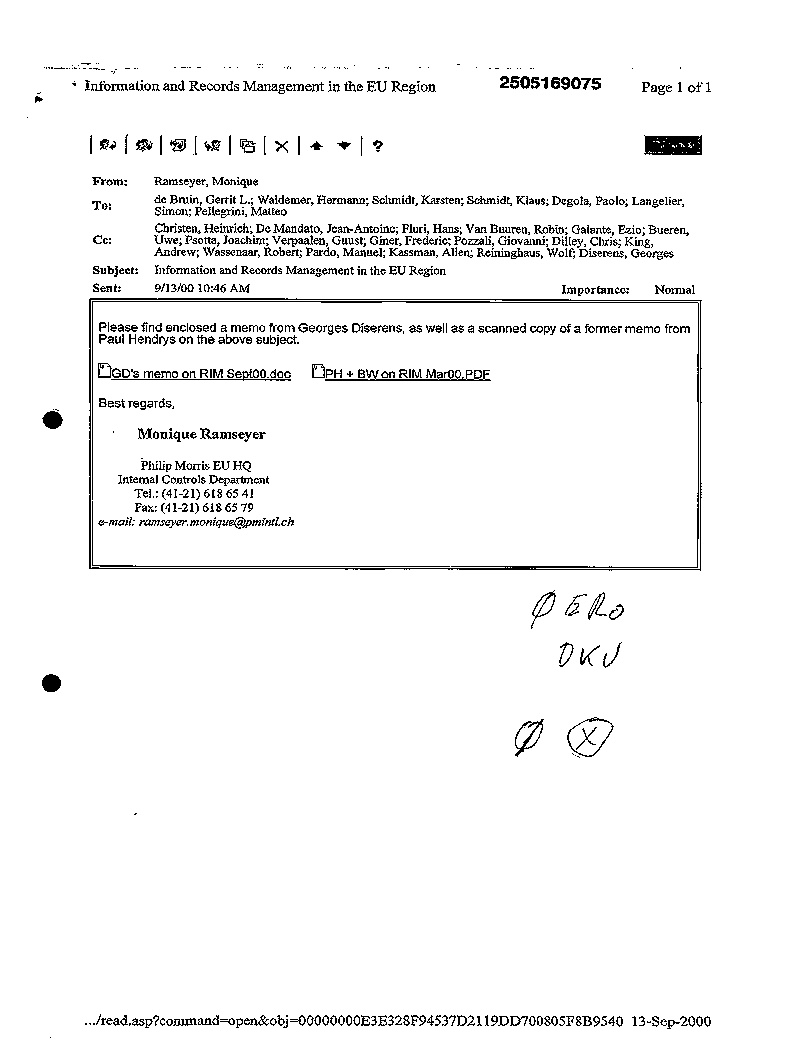 Information and Records Management in the EU Region 2505169075 Page 1 of 1
?
From: Ramseyer, Monique
To: de Bruin, Gerrit L.; Waldemer, Hermann; Schmidt, Karsten; Schmidt, Klaus; Degola, Paolo; Langelier, Simon; Pellegrini, Matteo
Cc: Christen, Heinrich; De Mandato, Jean-Antoine; Fluri, Hans; Van Buuren, Robin; Galante, Ezio; Bueren, Uwe; Psotta, Joachim; Verpaalen, Guust; Giner, Frederic; Pozzali, Giovanni; Dilley, Chris; King, Andrew; Wassenaar, Robert; Pardo, Manuel; Kassman, Allen; Reininghaus, Wolf; Diserens, Georges
Subject: Information and Records Management in the EU Region
Sent: 9/13/00 10:46 AM Importance: Normal
Please find enclosed a memo from Georges Diserens, as well as a scanned copy of a former memo from
Paul Hendrys on the above subject.
GD's memo on RIM Sept00.doc PH + BW on RIM Mar00.PDF
Best regards,
Monique Ramseyer
Philip Morris EU HQ
Internal Controls Department
Tel.: (41-21) 618 65 41
Fax: (41-21) 618 65 79
e-mail: ramseyer.monique@pmintl.ch
DKU
X
.../read.asp?command=open&obj=00000000E3E328F94537D2119DD700805F8B9540 13-Sep-2000